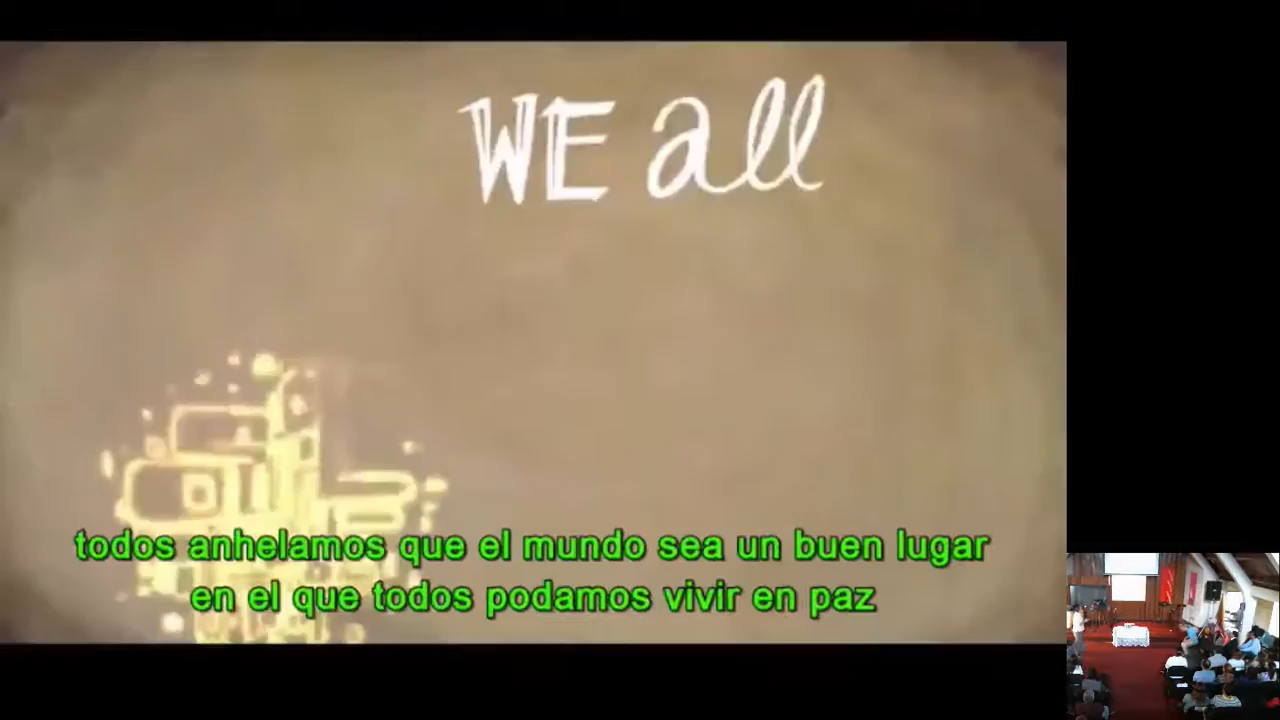 WE all
todos anhelamos que el mundo sea un buen lugar
en el que todos podamos vivir en paz